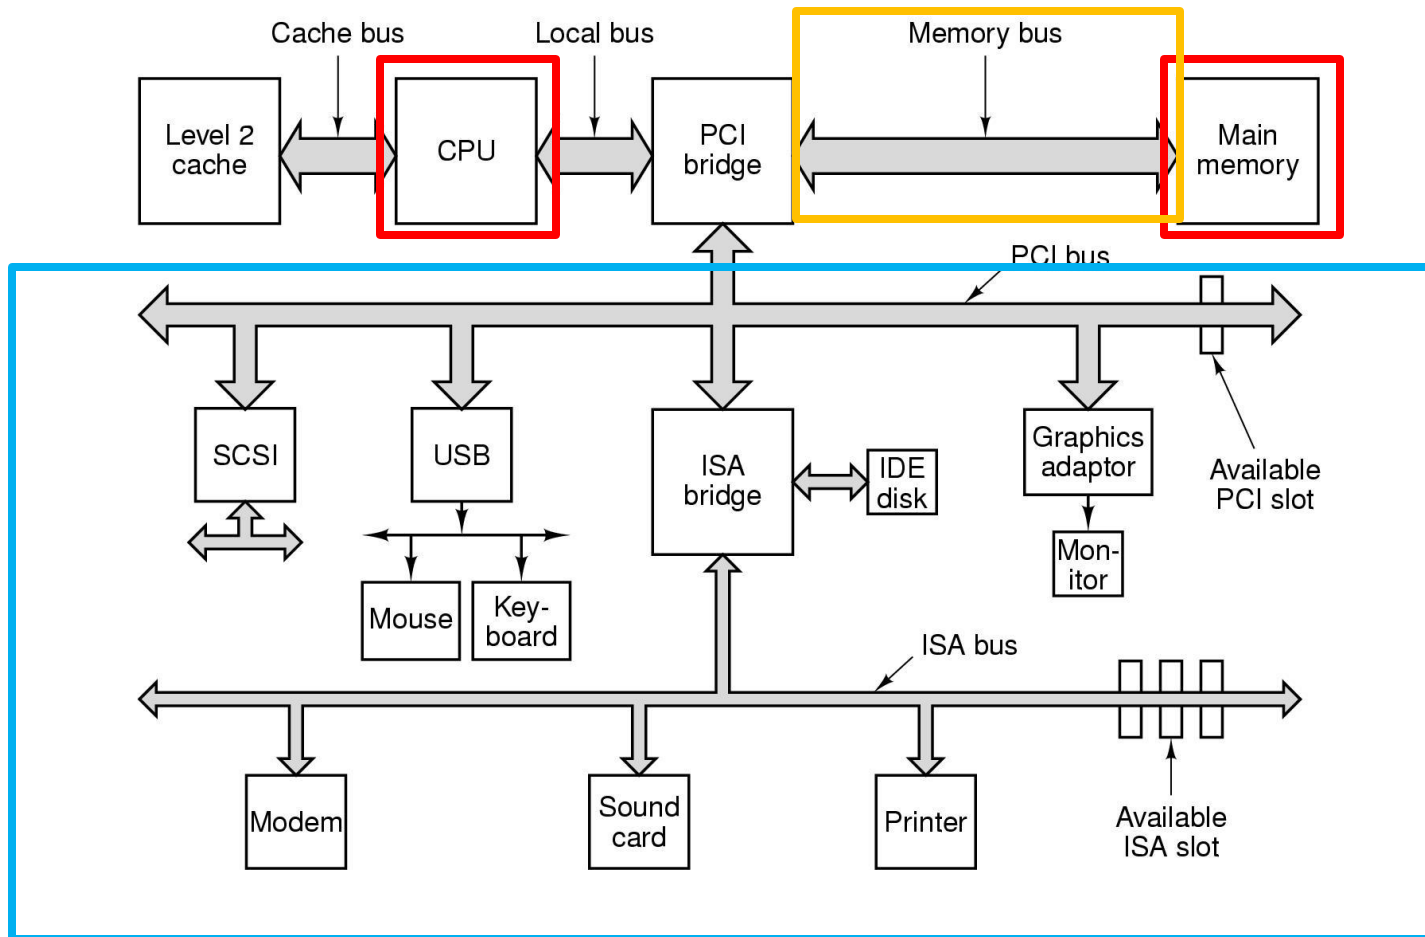 Cache bus
Local bus
Memory bus
Level 2
cache
CPU
PCI
bridge
Main
memory
PCI bus
SCSI
USB
ISA
bridge
IDE
disk
Graphics
adaptor
Available
PCI slot
Mon-
itor
Mouse
Key-
board
ISA bus
Modem
Sound
card
Printer
Available
ISA slot